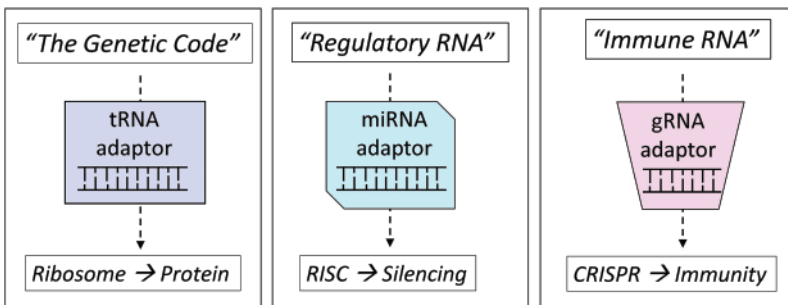 “The Genetic Code”
tRNA
adaptor
Ribosome → Protein
“Regulatory RNA”
miRNA
adaptor
RISC → Silencing
“Immune RNA”
gRNA
adaptor
CRISPR → Immunity